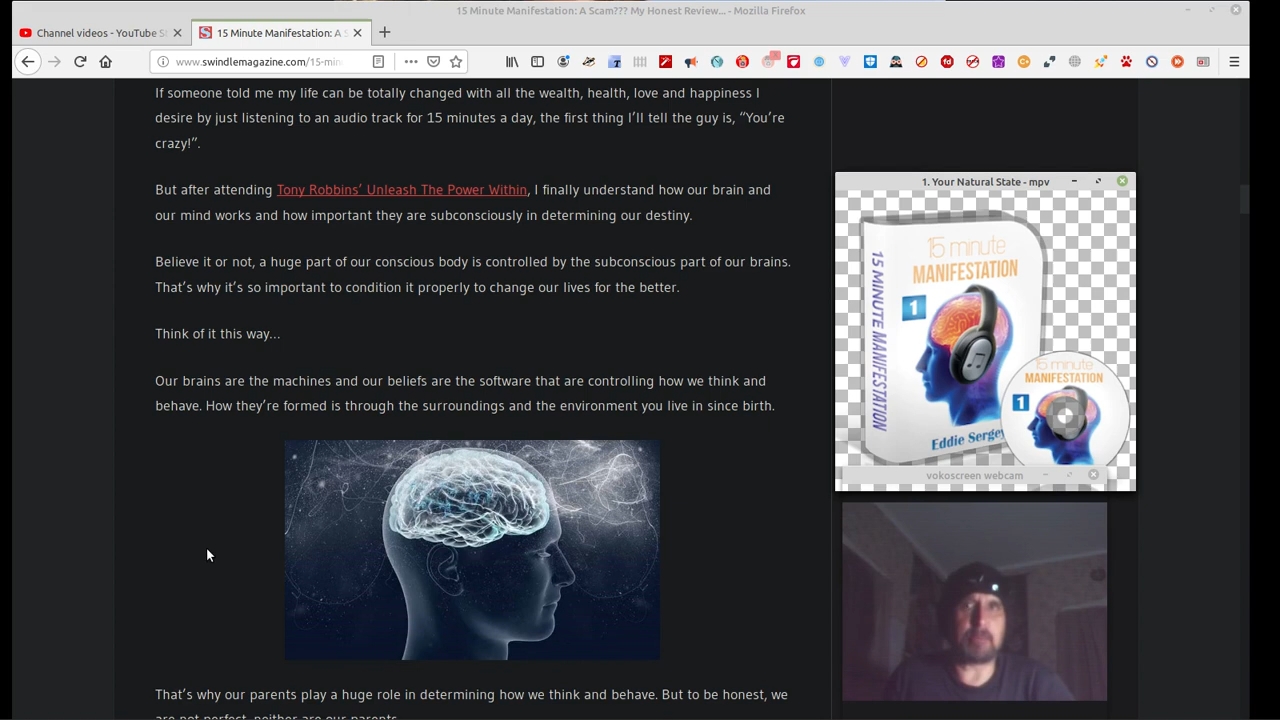 15 Minute Manifestation: A Scam??? My Honest Review... - Mozilla Firefox
Channel videos - YouTube S
15 Minute Manifestation: A S
www.swindlemagazine.com/15-min
If someone told me my life can be totally changed with all the wealth, health, love and happiness I
desire by just listening to an audio track for 15 minutes a day, the first thing I’ll tell the guy is, “You’re
crazy!”.
But after attending Tony Robbins’ Unleash The Power Within, I finally understand how our brain and
our mind works and how important they are subconsciously in determining our destiny.
Believe it or not, a huge part of our conscious body is controlled by the subconscious part of our brains.
That’s why it’s so important to condition it properly to change our lives for the better.
Think of it this way…
Our brains are the machines and our beliefs are the software that are controlling how we think and
behave. How they’re formed is through the surroundings and the environment you live in since birth.
That’s why our parents play a huge role in determining how we think and behave. But to be honest, we
are not perfect, neither are our parents
1. Your Natural State - mpv
15 minute
MANIFESTATION
1
15 MINUTE MANIFESTATION
Eddie Sergey
15 minute
MANIFESTATION
1
vokoscreen webcam